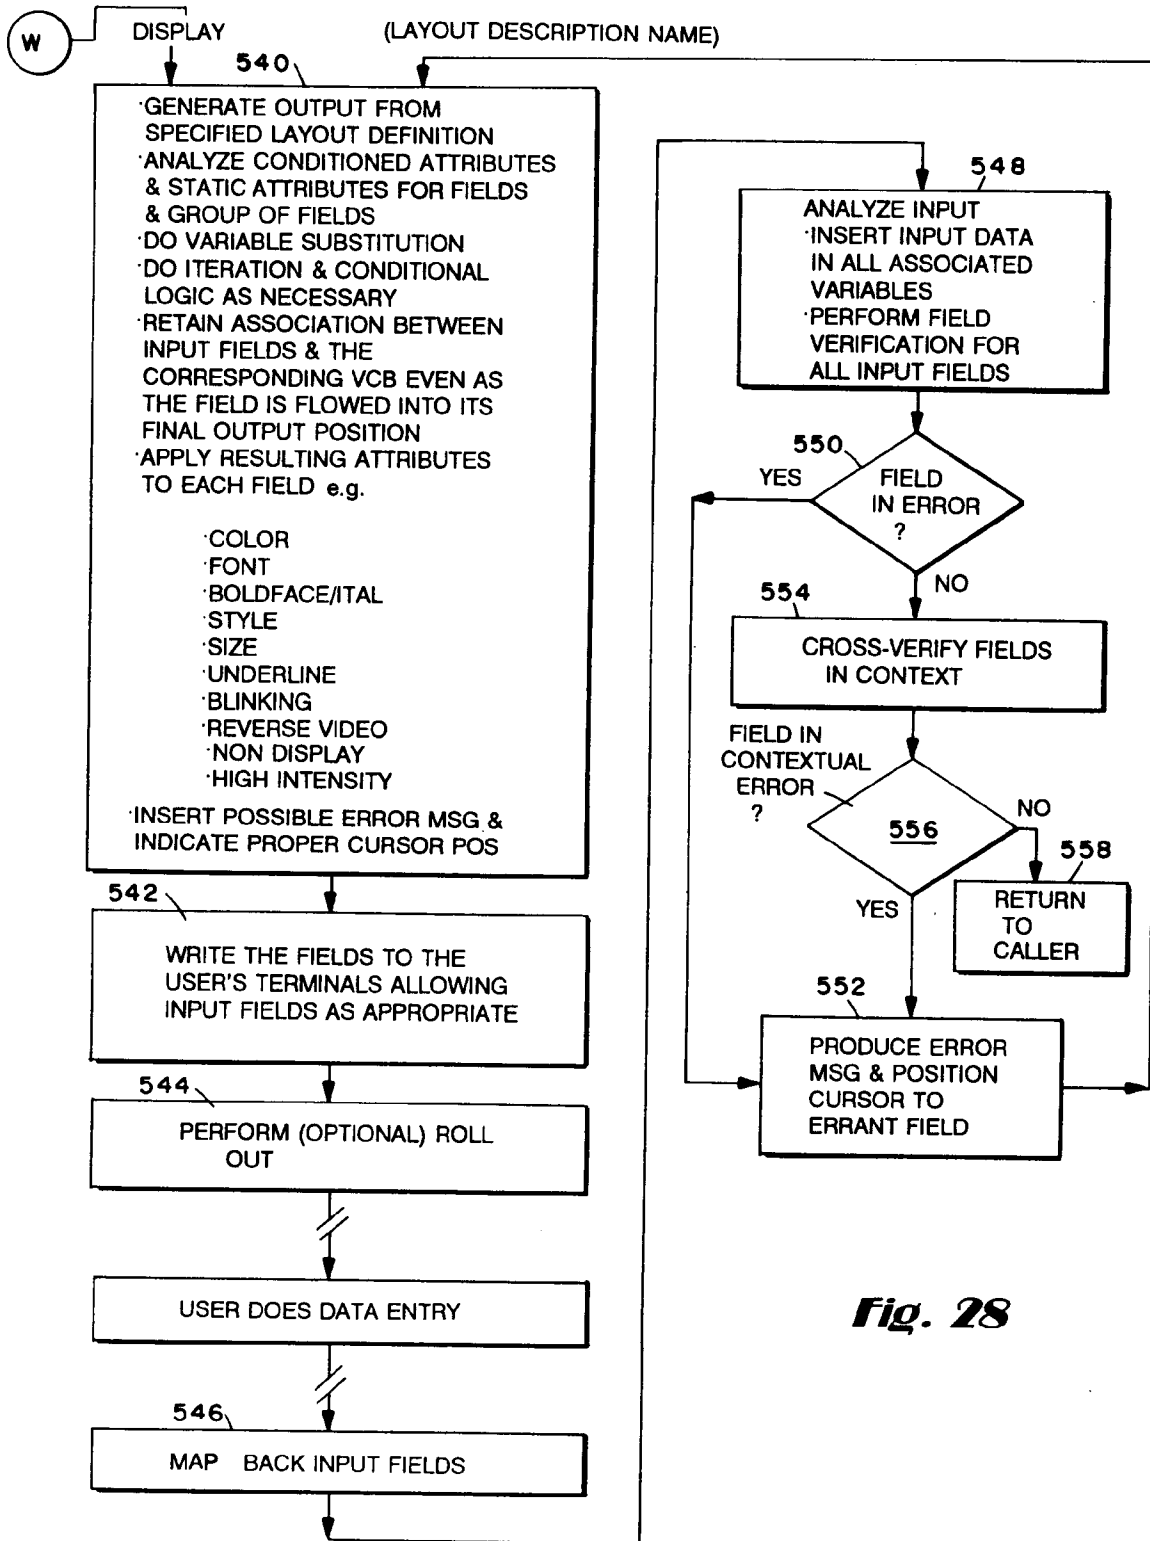 W
DISPLAY
(LAYOUT DESCRIPTION NAME)
540
·GENERATE OUTPUT FROM
SPECIFIED LAYOUT DEFINITION
·ANALYZE CONDITIONED ATTRIBUTES
& STATIC ATTRIBUTES FOR FIELDS
& GROUP OF FIELDS
·DO VARIABLE SUBSTITUTION
·DO ITERATION & CONDITIONAL
LOGIC AS NECESSARY
·RETAIN ASSOCIATION BETWEEN
INPUT FIELDS & THE
CORRESPONDING VCB EVEN AS
THE FIELD IS FLOWED INTO ITS
FINAL OUTPUT POSITION
·APPLY RESULTING ATTRIBUTES
TO EACH FIELD e.g.
·COLOR
·FONT
·BOLDFACE/ITAL
·STYLE
·SIZE
·UNDERLINE
·BLINKING
·REVERSE VIDEO
·NON DISPLAY
·HIGH INTENSITY
·INSERT POSSIBLE ERROR MSG &
INDICATE PROPER CURSOR POS
542
WRITE THE FIELDS TO THE
USER'S TERMINALS ALLOWING
INPUT FIELDS AS APPROPRIATE
544
PERFORM (OPTIONAL) ROLL
OUT
USER DOES DATA ENTRY
546
MAP BACK INPUT FIELDS
548
ANALYZE INPUT
·INSERT INPUT DATA
IN ALL ASSOCIATED
VARIABLES
·PERFORM FIELD
VERIFICATION FOR
ALL INPUT FIELDS
550
YES
FIELD
IN ERROR
?
NO
554
CROSS-VERIFY FIELDS
IN CONTEXT
FIELD IN
CONTEXTUAL
ERROR
?
556
NO
YES
558
RETURN
TO
CALLER
552
PRODUCE ERROR
MSG & POSITION
CURSOR TO
ERRANT FIELD
Fig. 28